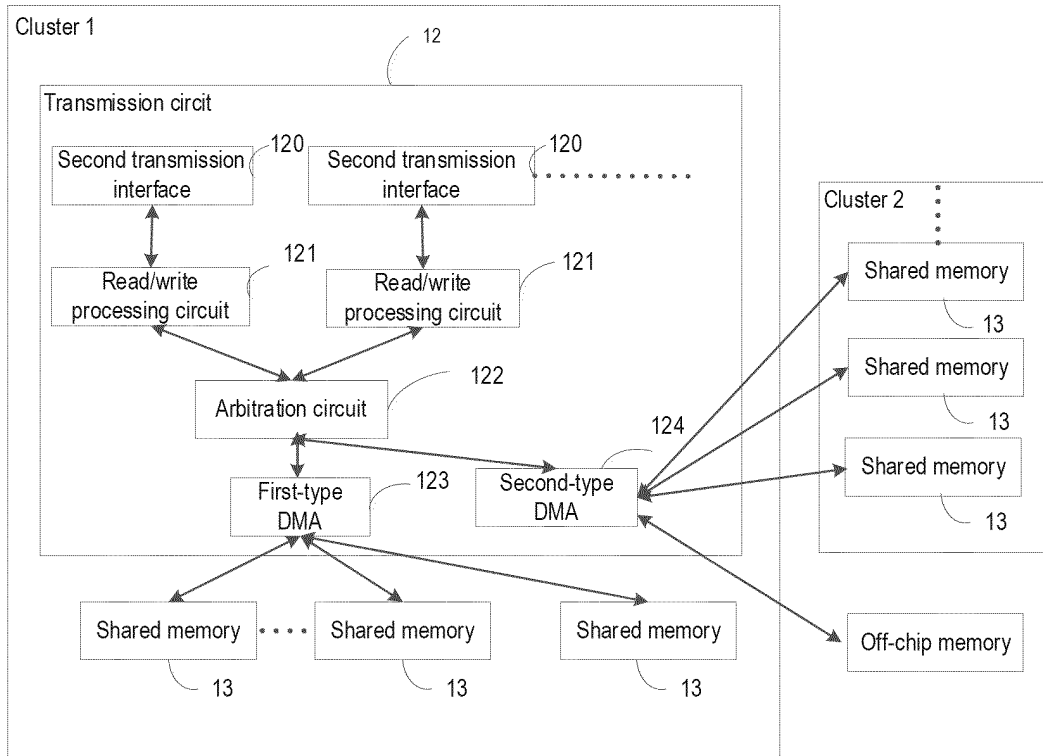 Cluster 1
12
Transmission circit
Second transmission
interface
120
Second transmission
interface
120
Read/write
processing circuit
121
Read/write
processing circuit
121
Arbitration circuit
122
First-type
DMA
123
Second-type
DMA
124
Shared memory
13
Shared memory
13
Shared memory
13
Cluster 2
Shared memory
13
Shared memory
13
Shared memory
13
Off-chip memory